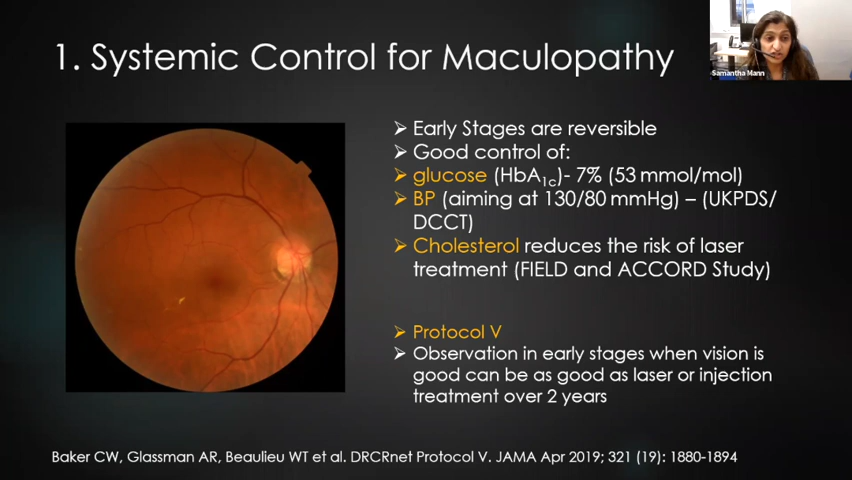 1. Systemic Control for Maculopathy
Samantha Mann
➢ Early Stages are reversible
➢ Good control of:
➢ glucose (HbA1c)- 7% (53 mmol/mol)
➢ BP (aiming at 130/80 mmHg) – (UKPDS/
DCCT)
➢ Cholesterol reduces the risk of laser
treatment (FIELD and ACCORD Study)
➢ Protocol V
➢ Observation in early stages when vision is
good can be as good as laser or injection
treatment over 2 years
Baker CW, Glassman AR, Beaulieu WT et al. DRCRnet Protocol V. JAMA Apr 2019; 321 (19): 1880-1894